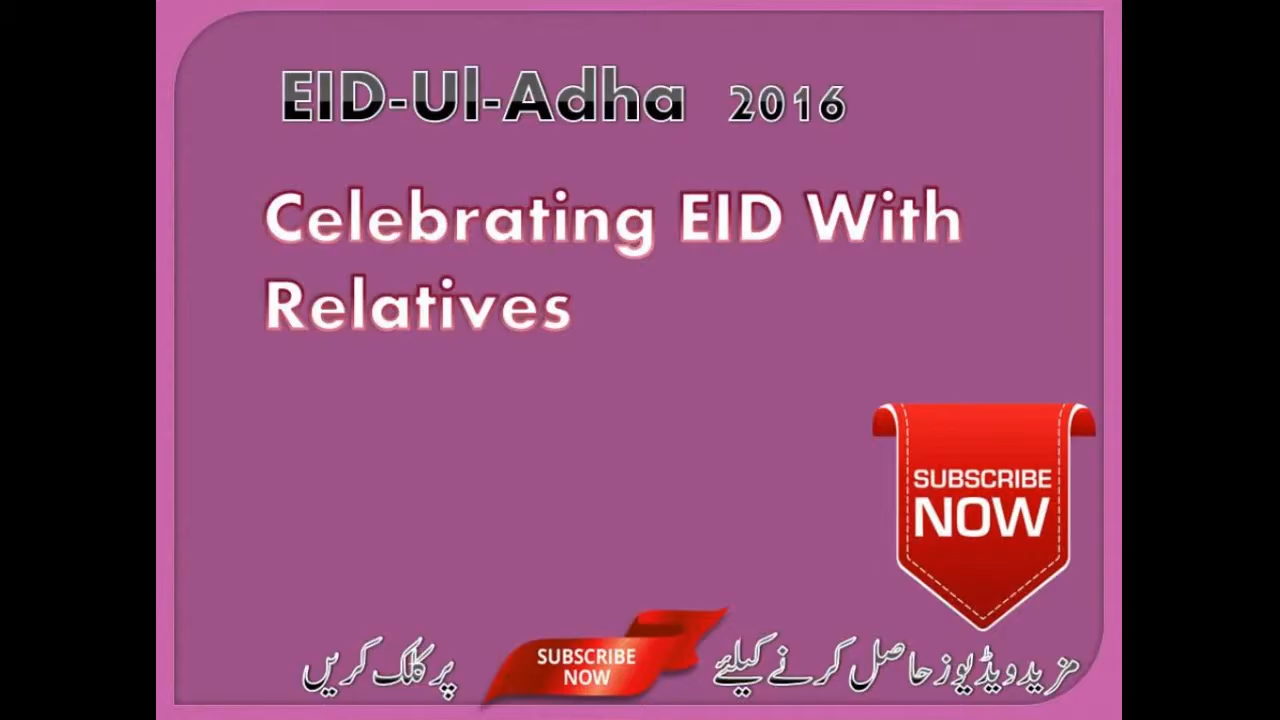 EID-Ul-Adha 2016
Celebrating EID With
Relatives
SUBSCRIBE
NOW
مزید ویڈیوز حاصل کرنے کیلئے SUBSCRIBE NOW پر کلک کریں